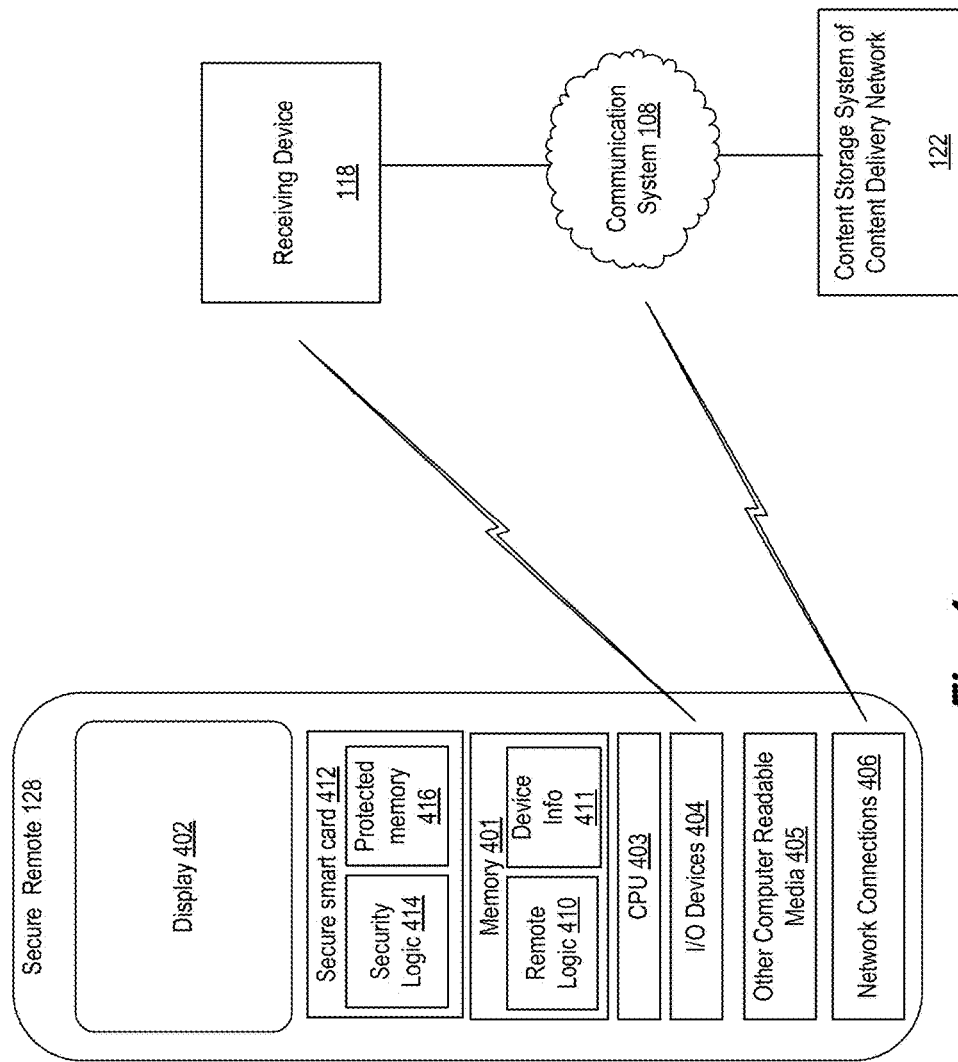 Secure Remote 128
Display 402
Secure smart card 412
Security
Logic 414
Protected
memory
416
Memory 401
Remote
Logic 410
Device
Info
411
CPU 403
I/O Devices 404
Other Computer Readable
Media 405
Network Connections 406
Receiving Device
118
Communication
System 108
Content Storage System of
Content Delivery Network
122